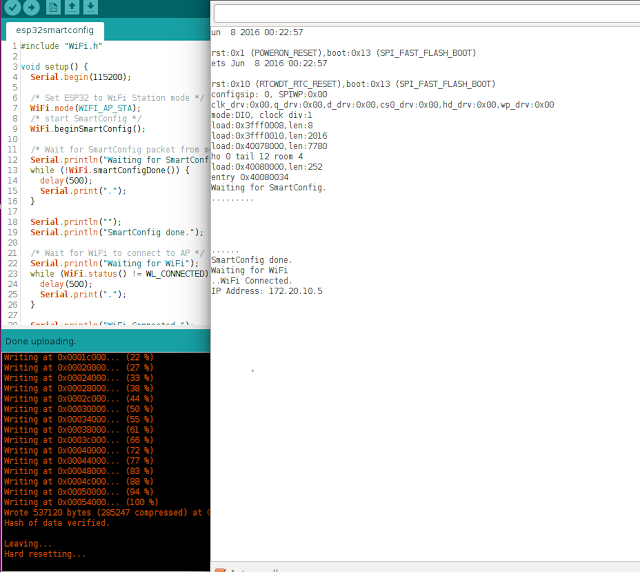 esp32smartconfig
1 #include "WiFi.h"
2
3 void setup() {
4 Serial.begin(115200);
5
6 /* Set ESP32 to WiFi Station mode */
7 WiFi.mode(WIFI_AP_STA);
8 /* start SmartConfig */
9 WiFi.beginSmartConfig();
10
11 /* Wait for SmartConfig packet from
12 Serial.println("Waiting for SmartConf
13 while (!WiFi.smartConfigDone()) {
14 delay(500);
15 Serial.print(".");
16 }
17
18 Serial.println("");
19 Serial.println("SmartConfig done.");
20
21 /* Wait for WiFi to connect to AP */
22 Serial.println("Waiting for WiFi");
23 while (WiFi.status() != WL_CONNECTED)
24 delay(500);
25 Serial.print(".");
26 }
27
28 Serial.println("WiFi Connected.");
Done uploading.
Writing at 0x0001c000... (22 %)
Writing at 0x00020000... (27 %)
Writing at 0x00024000... (33 %)
Writing at 0x00028000... (38 %)
Writing at 0x0002c000... (44 %)
Writing at 0x00030000... (50 %)
Writing at 0x00034000... (55 %)
Writing at 0x00038000... (61 %)
Writing at 0x0003c000... (66 %)
Writing at 0x00040000... (72 %)
Writing at 0x00044000... (77 %)
Writing at 0x00048000... (83 %)
Writing at 0x0004c000... (88 %)
Writing at 0x00050000... (94 %)
Writing at 0x00054000... (100 %)
Wrote 537120 bytes (285247 compressed) at
Hash of data verified.
Leaving...
Hard resetting...
un  8 2016 00:22:57
rst:0x1 (POWERON_RESET),boot:0x13 (SPI_FAST_FLASH_BOOT)
ets Jun  8 2016 00:22:57
rst:0x10 (RTCWDT_RTC_RESET),boot:0x13 (SPI_FAST_FLASH_BOOT)
configsip: 0, SPIWP:0x00
clk_drv:0x00,q_drv:0x00,d_drv:0x00,cs0_drv:0x00,hd_drv:0x00,wp_drv:0x00
mode:DIO, clock div:1
load:0x3fff0008,len:8
load:0x3fff0010,len:2016
load:0x40078000,len:7780
ho 0 tail 12 room 4
load:0x40080000,len:252
entry 0x40080034
Waiting for SmartConfig.
.........
......
SmartConfig done.
Waiting for WiFi
..WiFi Connected.
IP Address: 172.20.10.5